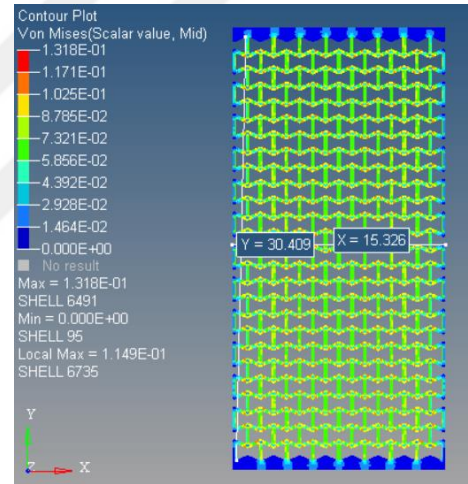 Contour Plot
Von Mises(Scalar value, Mid)
1.318E-01
1.171E-01
1.025E-01
8.785E-02
7.321E-02
5.856E-02
4.392E-02
2.928E-02
1.464E-02
0.000E+00
No result
Max = 1.318E-01
SHELL 6491
Min = 0.000E+00
SHELL 95
Local Max = 1.149E-01
SHELL 6735
Y = 30.409
X = 15.326
Y
Z
X